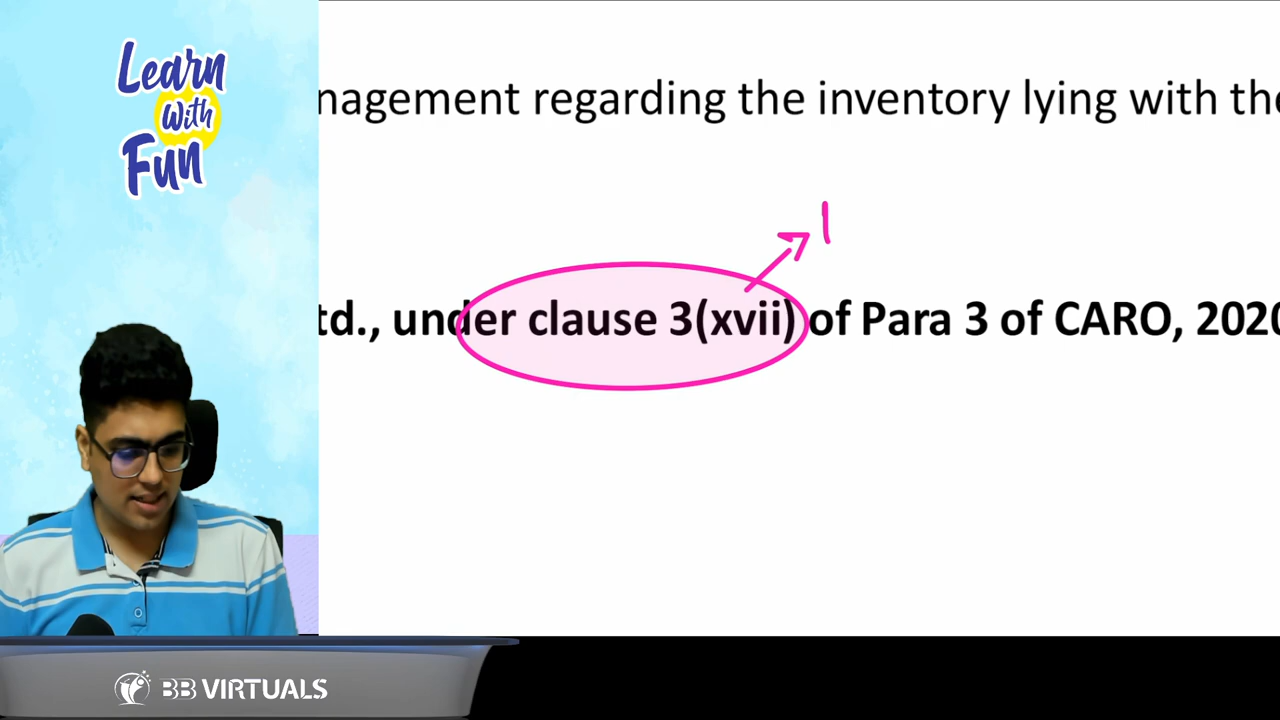 Learn
With
Fun
nagement regarding the inventory lying with the
td., under clause 3(xvii) of Para 3 of CARO, 2020
BB VIRTUALS